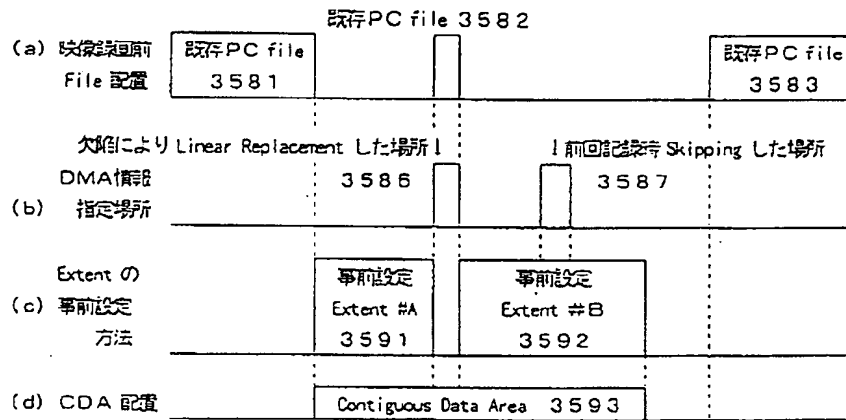 既存PC file 3582
(a) 映像録画前
File 配置
既存PC file
3581
既存PC file
3583
欠陥により Linear Replacement した場所↓
↓前回記録時 Skipping した場所
DMA情報
(b) 指定場所
3586
3587
Extent の
(c) 事前設定
方法
事前設定
Extent #A
3591
事前設定
Extent #B
3592
(d) CDA 配置
Contiguous Data Area 3593